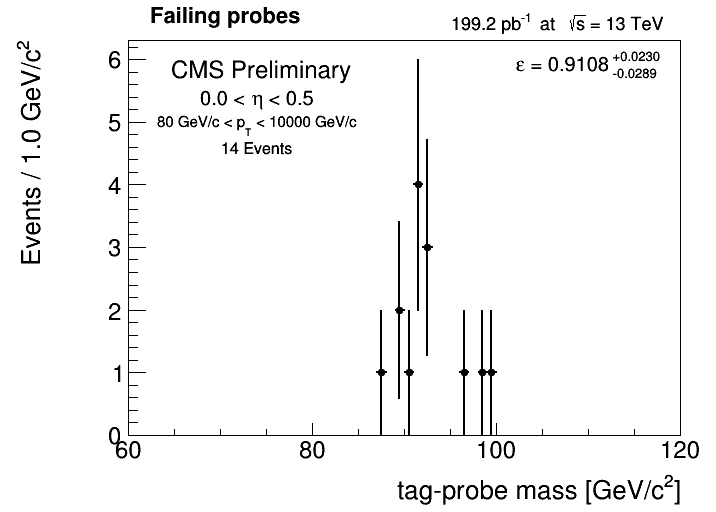 Failing probes
199.2 pb⁻¹ at √s = 13 TeV
CMS Preliminary
0.0 < η < 0.5
80 GeV/c < p_T < 10000 GeV/c
14 Events
ε = 0.9108 +0.0230 -0.0289
Events / 1.0 GeV/c²
6
5
4
3
2
1
0
60 80 100 120
tag-probe mass [GeV/c²]